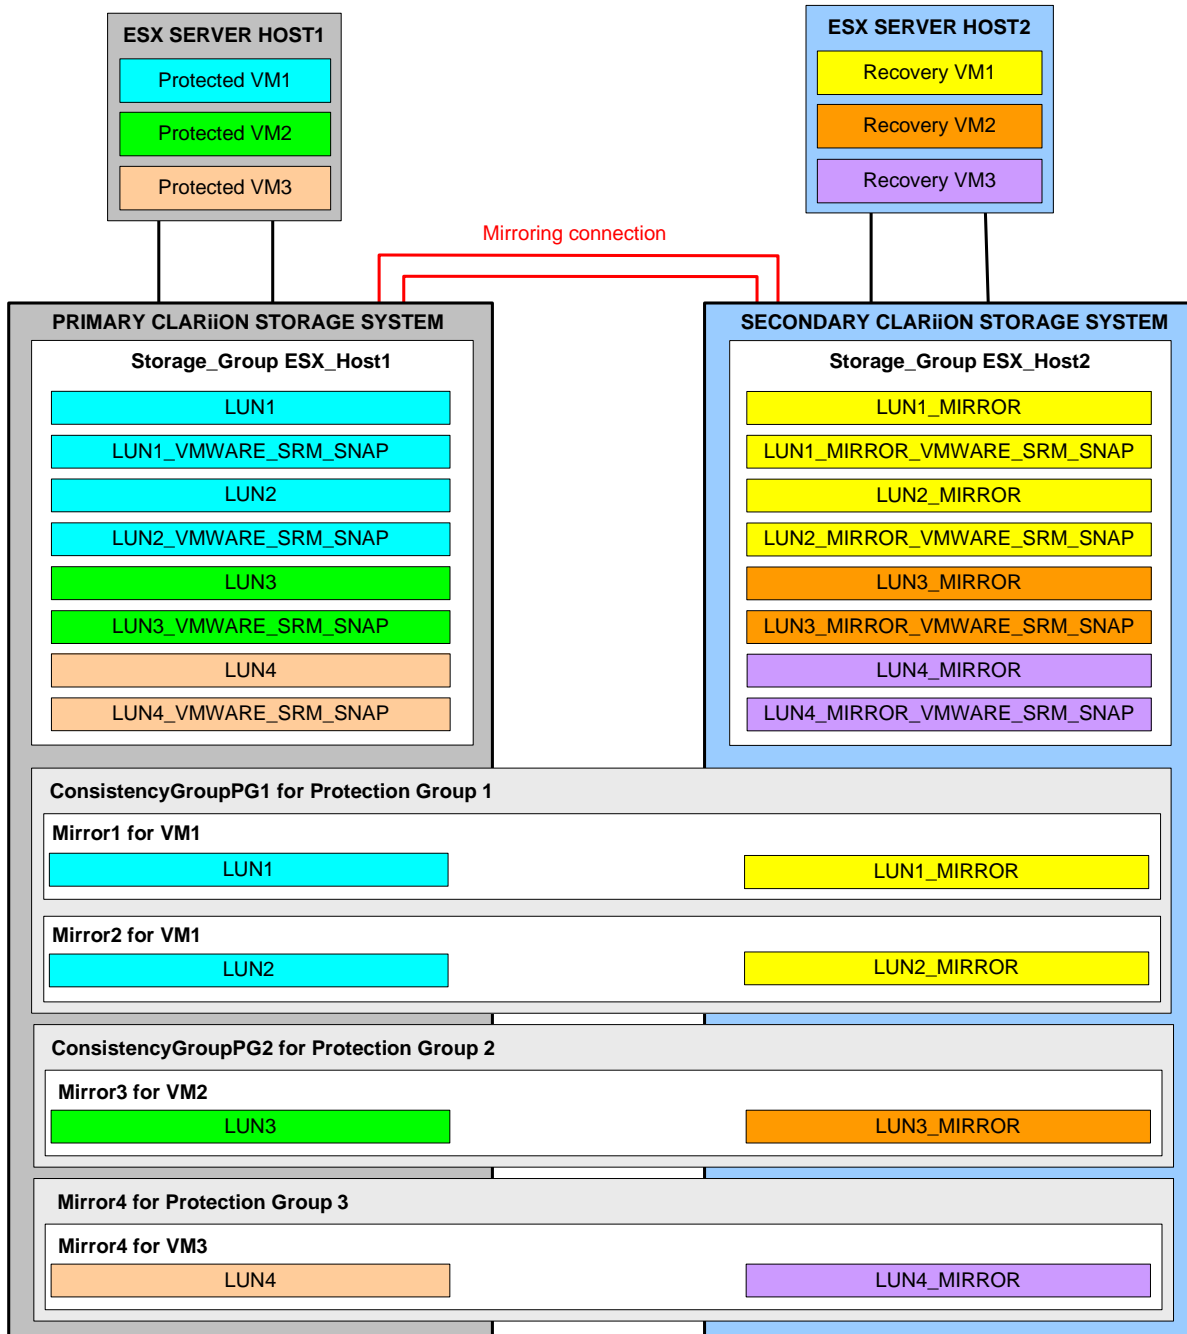 ESX SERVER HOST1
Protected VM1
Protected VM2
Protected VM3
ESX SERVER HOST2
Recovery VM1
Recovery VM2
Recovery VM3
Mirroring connection
PRIMARY CLARiiON STORAGE SYSTEM
Storage_Group ESX_Host1
LUN1
LUN1_VMWARE_SRM_SNAP
LUN2
LUN2_VMWARE_SRM_SNAP
LUN3
LUN3_VMWARE_SRM_SNAP
LUN4
LUN4_VMWARE_SRM_SNAP
SECONDARY CLARiiON STORAGE SYSTEM
Storage_Group ESX_Host2
LUN1_MIRROR
LUN1_MIRROR_VMWARE_SRM_SNAP
LUN2_MIRROR
LUN2_MIRROR_VMWARE_SRM_SNAP
LUN3_MIRROR
LUN3_MIRROR_VMWARE_SRM_SNAP
LUN4_MIRROR
LUN4_MIRROR_VMWARE_SRM_SNAP
ConsistencyGroupPG1 for Protection Group 1
Mirror1 for VM1
LUN1
LUN1_MIRROR
Mirror2 for VM1
LUN2
LUN2_MIRROR
ConsistencyGroupPG2 for Protection Group 2
Mirror3 for VM2
LUN3
LUN3_MIRROR
Mirror4 for Protection Group 3
Mirror4 for VM3
LUN4
LUN4_MIRROR